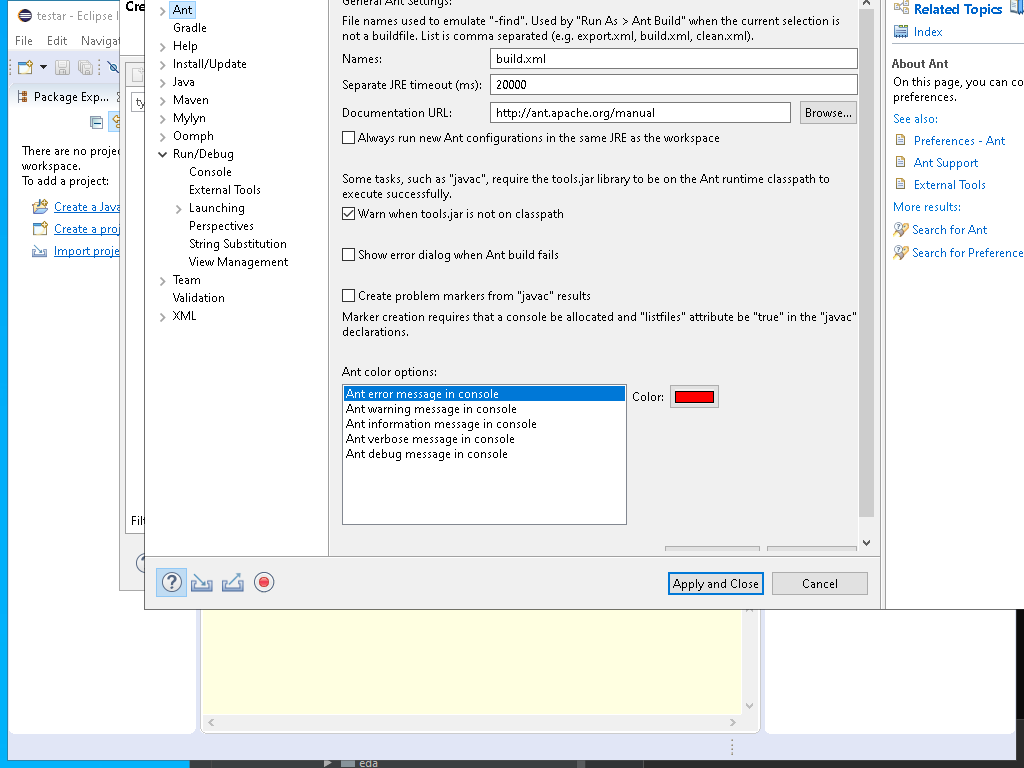 testar - Eclipse I
File Edit Navigat
Package Exp...
There are no proje
workspace.
To add a project:
Create a Java
Create a proj
Import proje
Cre
ty
Filt
Ant
Gradle
Help
Install/Update
Java
Maven
Mylyn
Oomph
Run/Debug
Console
External Tools
Launching
Perspectives
String Substitution
View Management
Team
Validation
XML
General Ant Settings:
File names used to emulate "-find". Used by "Run As > Ant Build" when the current selection is
not a buildfile. List is comma separated (e.g. export.xml, build.xml, clean.xml).
Names: build.xml
Separate JRE timeout (ms): 20000
Documentation URL: http://ant.apache.org/manual Browse...
Always run new Ant configurations in the same JRE as the workspace
Some tasks, such as "javac", require the tools.jar library to be on the Ant runtime classpath to
execute successfully.
Warn when tools.jar is not on classpath
Show error dialog when Ant build fails
Create problem markers from "javac" results
Marker creation requires that a console be allocated and "listfiles" attribute be "true" in the "javac"
declarations.
Ant color options:
Ant error message in console
Ant warning message in console
Ant information message in console
Ant verbose message in console
Ant debug message in console
Color:
Apply and Close Cancel
Related Topics
Index
About Ant
On this page, you can co
preferences.
See also:
Preferences - Ant
Ant Support
External Tools
More results:
Search for Ant
Search for Preference
eda